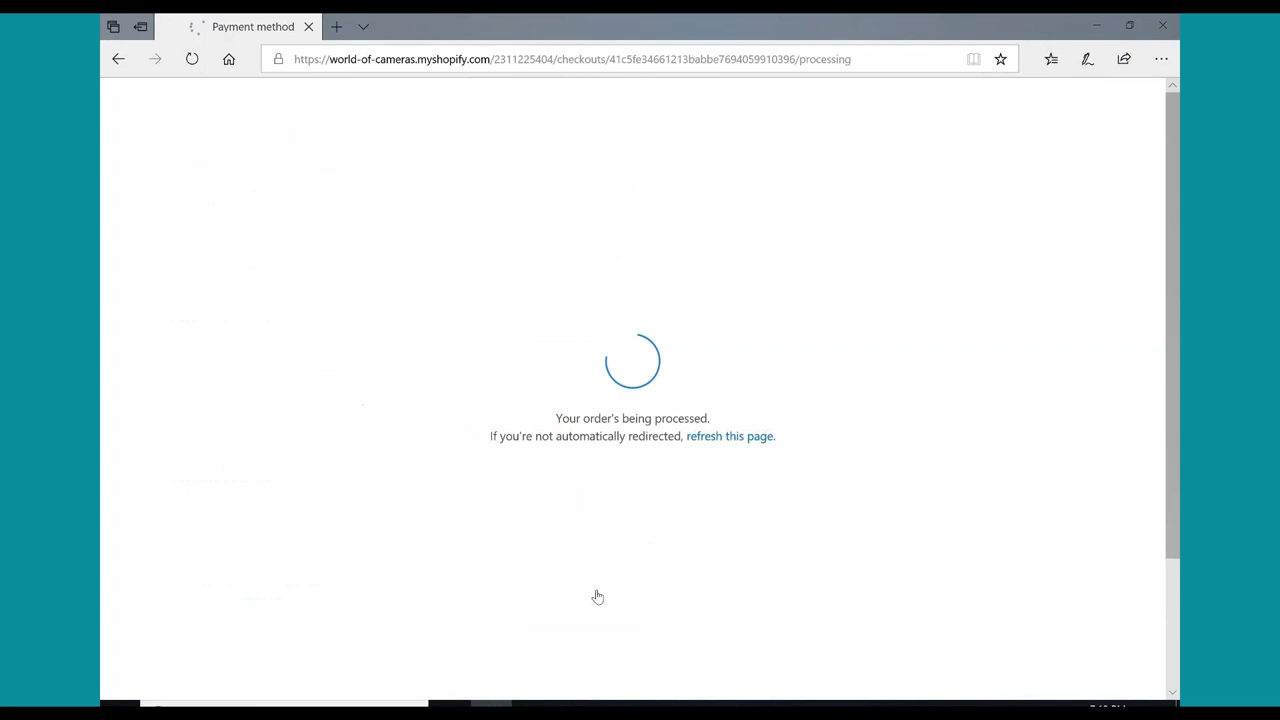 Payment method
https://world-of-cameras.myshopify.com/2311225404/checkouts/41c5fe34661213babbe7694059910396/processing
Your order's being processed.
If you're not automatically redirected, refresh this page.